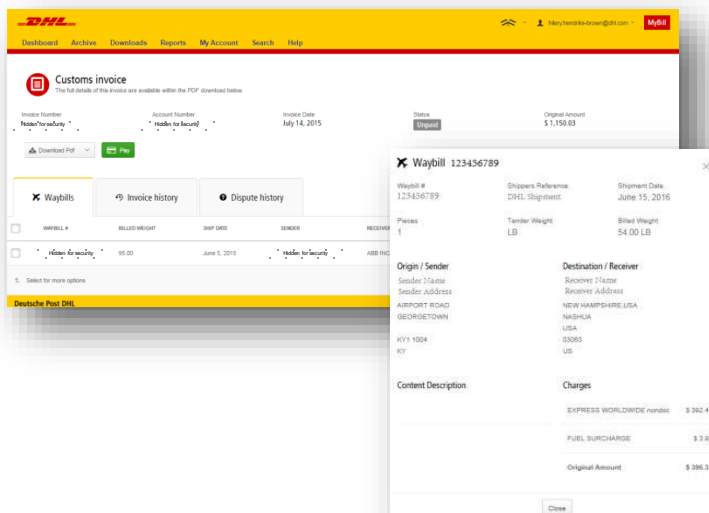 DHL
hilery.hendriks-brown@dhl.com
MyBill
Dashboard Archive Downloads Reports My Account Search Help
Customs invoice
The full details of this invoice are available within the PDF download below.
Invoice Number Account Number Invoice Date Status Original Amount
Hidden for security Hidden for security July 14, 2015 Unpaid $ 1,150.03
Download Pdf Pay
Waybills Invoice history Dispute history
WAYBILL # BILLED WEIGHT SHIP DATE SENDER RECEIVER
Hidden for security 95.00 June 5, 2015 Hidden for security ABB INC
Select for more options
Deutsche Post DHL
Waybill 123456789
Waybill # Shippers Reference Shipment Date
123456789 DHL Shipment June 15, 2016
Pieces Tender Weight Billed Weight
1 LB 54.00 LB
Origin / Sender Destination / Receiver
Sender Name Receiver Name
Sender Address Receiver Address
AIRPORT ROAD NEW HAMPSHIRE,USA
GEORGETOWN NASHUA
USA
KY1 1004 03063
KY US
Content Description Charges
EXPRESS WORLDWIDE nondoc $ 392.4
FUEL SURCHARGE $ 3.9
Original Amount $ 396.3
Close